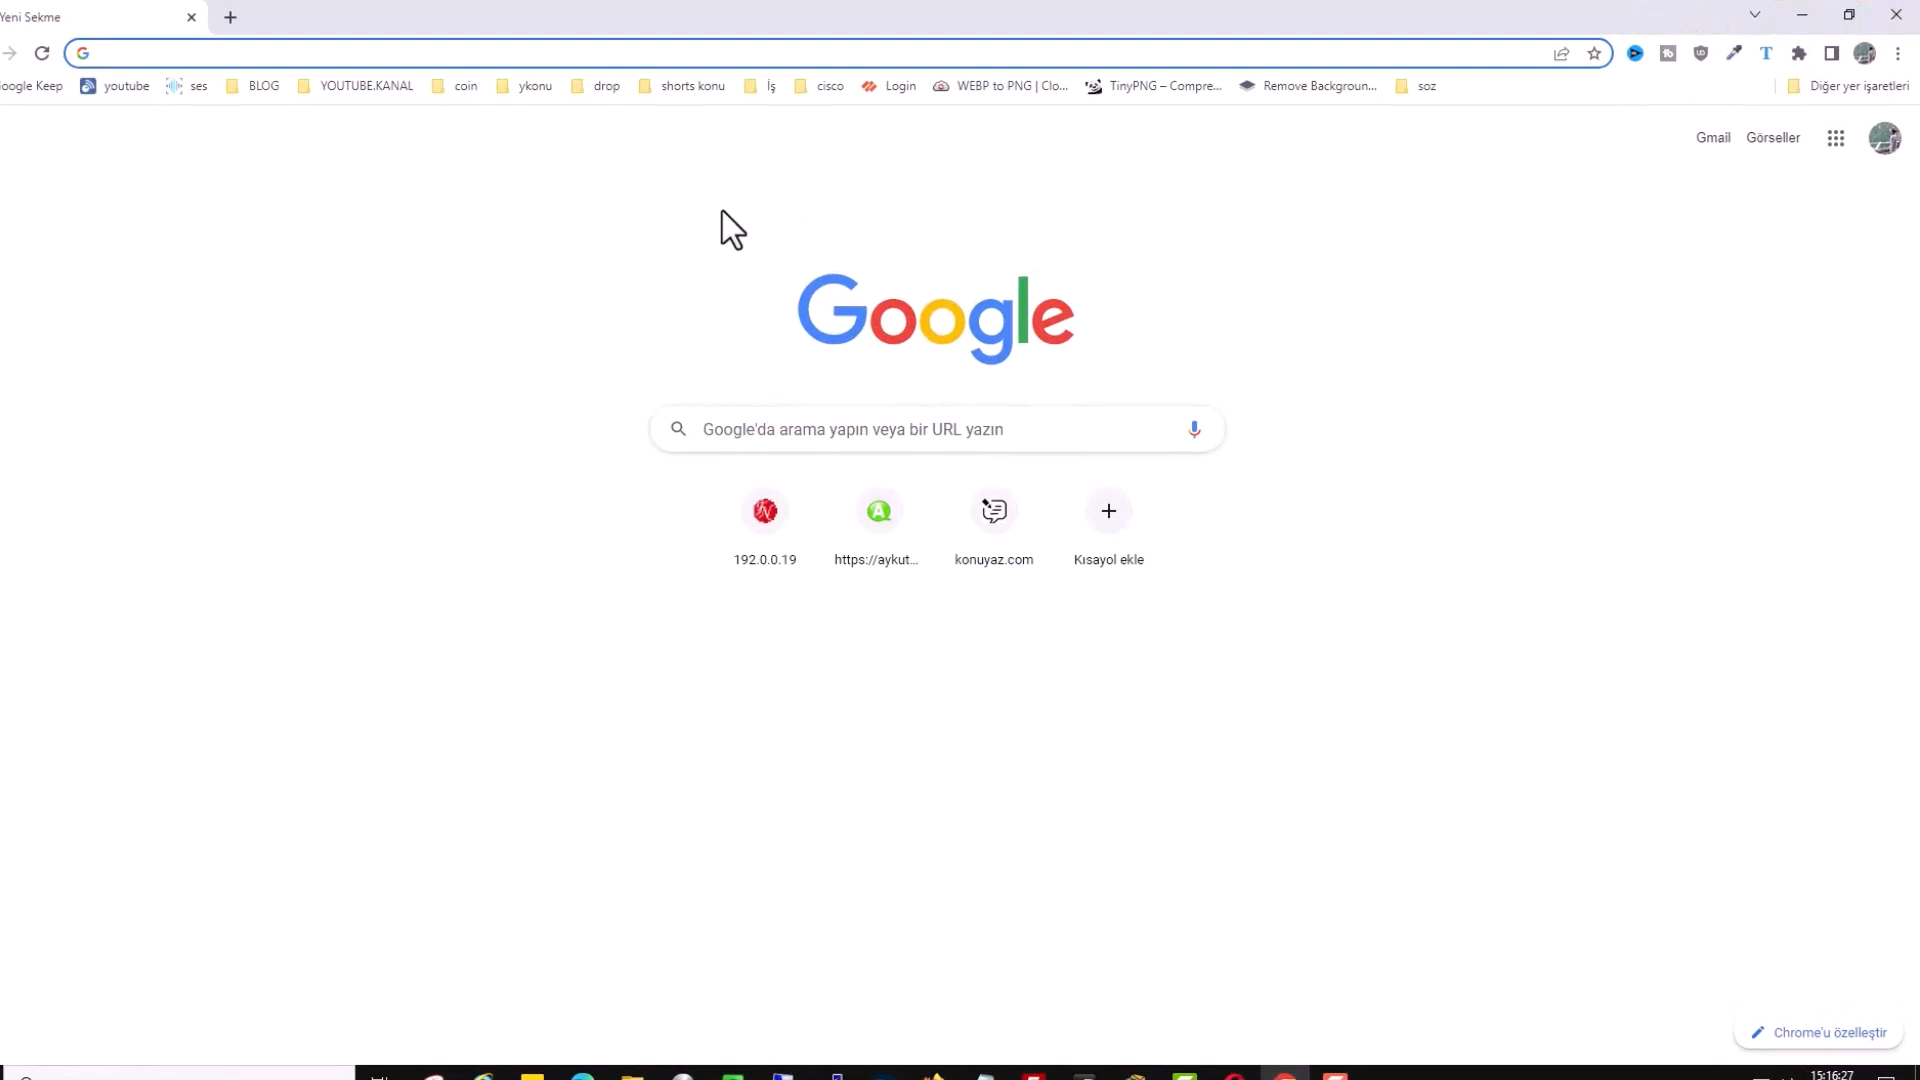 Yeni Sekme
oogle Keep youtube ses BLOG YOUTUBE.KANAL coin ykonu drop shorts konu İş cisco Login WEBP to PNG | Clo... TinyPNG – Compre... Remove Backgroun... soz Diğer yer işaretleri
Gmail Görseller
Google
Google'da arama yapın veya bir URL yazın
192.0.0.19 https://aykut... konuyaz.com Kısayol ekle
Chrome'u özelleştir
15:16:27